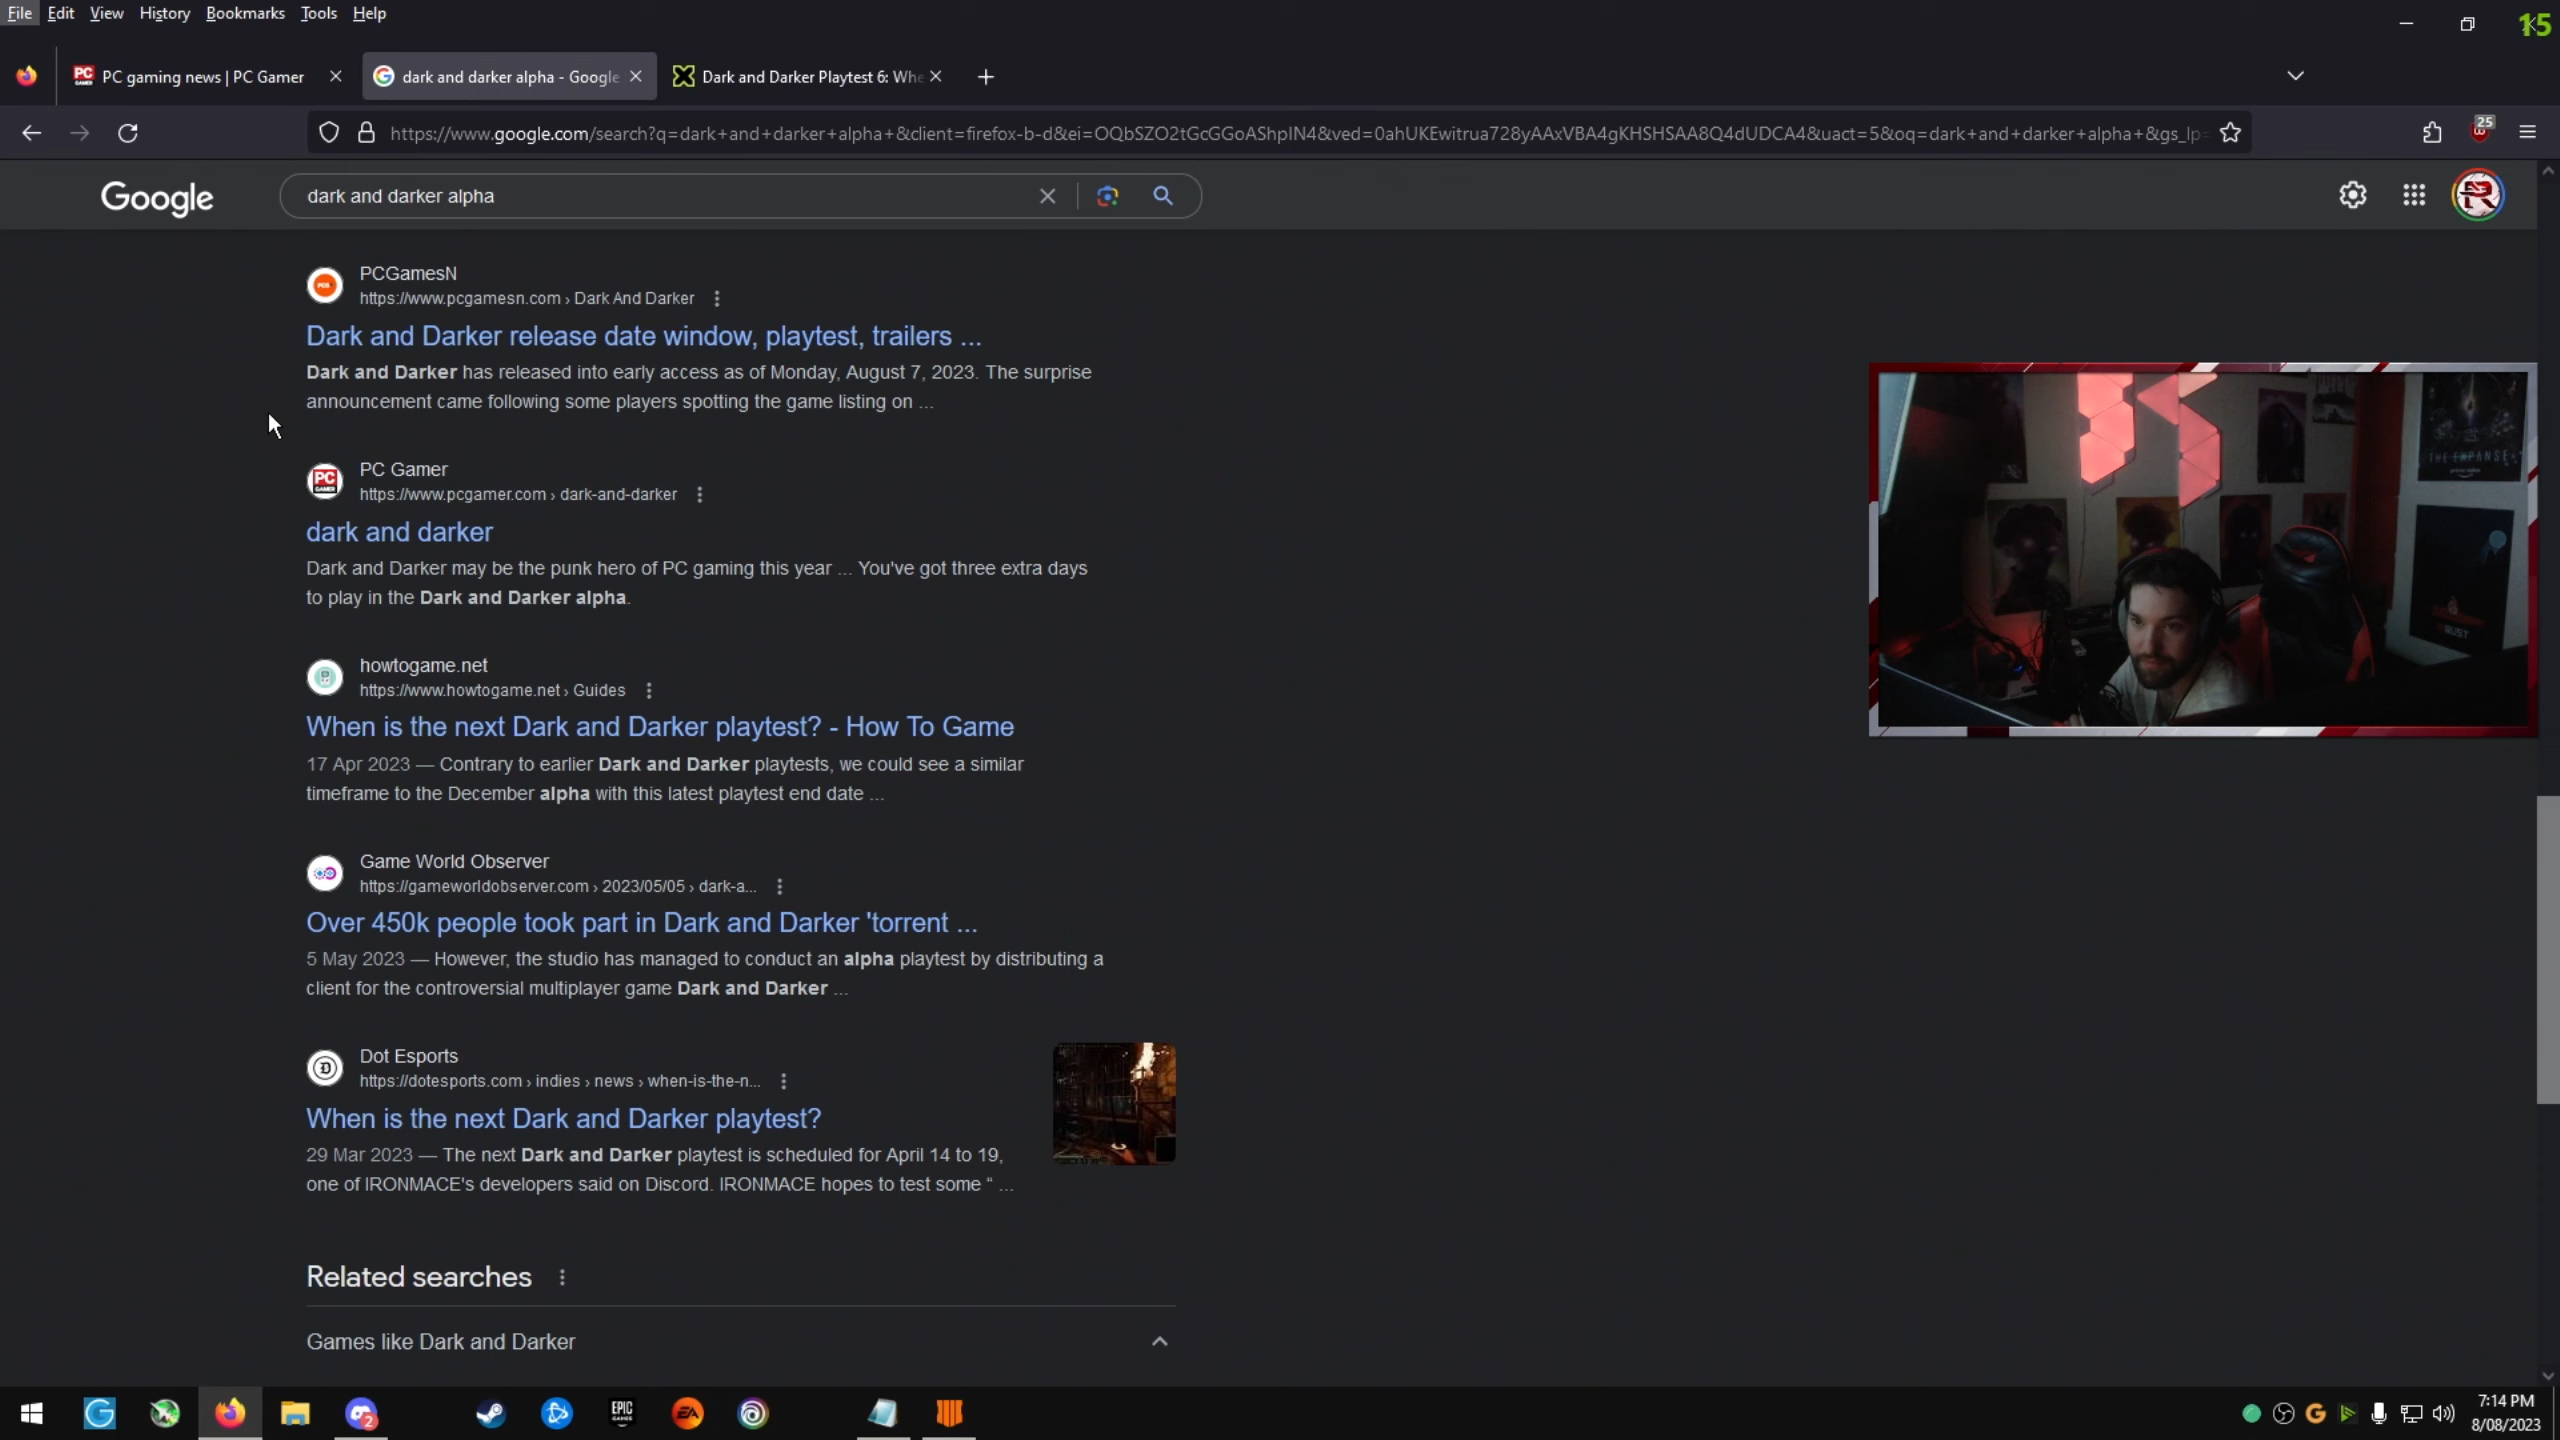 File Edit View History Bookmarks Tools Help
15
PC gaming news | PC Gamer
dark and darker alpha - Google
Dark and Darker Playtest 6: Whe
https://www.google.com/search?q=dark+and+darker+alpha+&client=firefox-b-d&ei=OQbSZO2tGcGGoAShpIN4&ved=0ahUKEwitrua728yAAxVBA4gKHSHSAA8Q4dUDCA4&uact=5&oq=dark+and+darker+alpha+&gs_lp=
25
Google
dark and darker alpha
PCGamesN
https://www.pcgamesn.com › Dark And Darker
Dark and Darker release date window, playtest, trailers ...
Dark and Darker has released into early access as of Monday, August 7, 2023. The surprise
announcement came following some players spotting the game listing on ...
PC Gamer
https://www.pcgamer.com › dark-and-darker
dark and darker
Dark and Darker may be the punk hero of PC gaming this year ... You've got three extra days
to play in the Dark and Darker alpha.
howtogame.net
https://www.howtogame.net › Guides
When is the next Dark and Darker playtest? - How To Game
17 Apr 2023 — Contrary to earlier Dark and Darker playtests, we could see a similar
timeframe to the December alpha with this latest playtest end date ...
Game World Observer
https://gameworldobserver.com › 2023/05/05 › dark-a...
Over 450k people took part in Dark and Darker 'torrent ...
5 May 2023 — However, the studio has managed to conduct an alpha playtest by distributing a
client for the controversial multiplayer game Dark and Darker ...
Dot Esports
https://dotesports.com › indies › news › when-is-the-n...
When is the next Dark and Darker playtest?
29 Mar 2023 — The next Dark and Darker playtest is scheduled for April 14 to 19,
one of IRONMACE's developers said on Discord. IRONMACE hopes to test some “ ...
Related searches
Games like Dark and Darker
THE EXPANSE
RUST
2
EPIC GAMES
EA
7:14 PM
8/08/2023